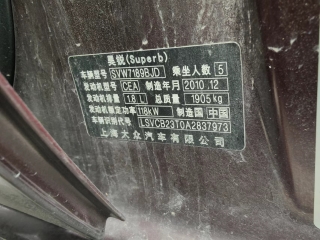 昊锐(Superb)
车辆型号 SVW7189BJD 乘坐人数 5
发动机型号 CEA 制造年月 2010.12
发动机排量 1.8 L 总质量 1905kg
发动机额定功率 118kW 制造国 中国
车辆识别代号 LSVCB23T0A2837973
上海大众汽车有限公司